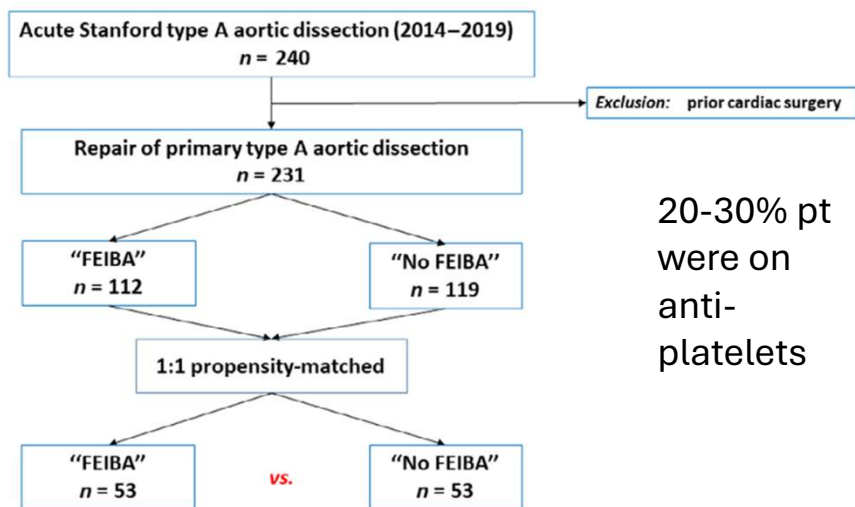 Acute Stanford type A aortic dissection (2014–2019)
n = 240
Exclusion: prior cardiac surgery
Repair of primary type A aortic dissection
n = 231
“FEIBA”
n = 112
“No FEIBA”
n = 119
1:1 propensity-matched
“FEIBA”
n = 53
vs.
“No FEIBA”
n = 53
20-30% pt
were on
anti-
platelets